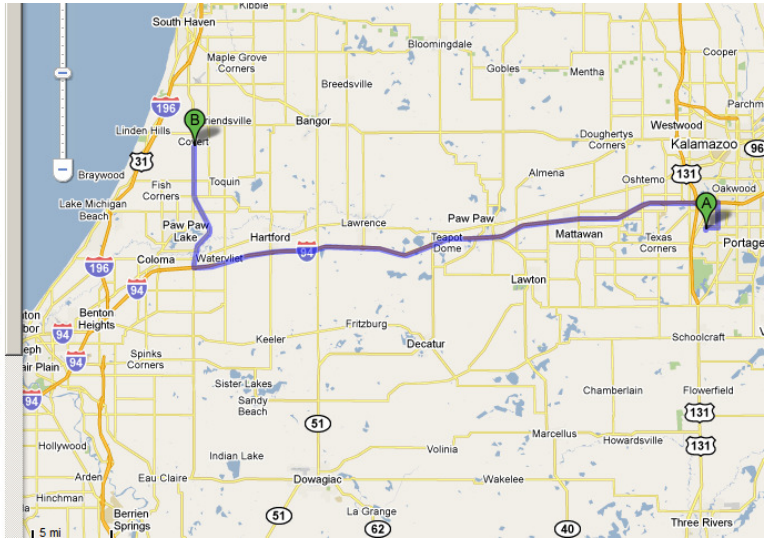 Kibbie
South Haven
Bloomingdale
Maple Grove
Corners
Gobles
Mentha
Cooper
Breedsville
196
B
Bangor
Linden Hills
Covert
Westwood
Doughertys
Corners
Kalamazoo
96
31
Braywood
Fish
Corners
Toquin
Almena
Oshtemo
131
Oakwood
A
Lake Michigan
Beach
Paw Paw
Lake
Lawrence
Paw Paw
Hartford
Teapot
Dome
Mattawan
Texas
Corners
Portage
Coloma
Watervliet
94
196
94
Lawton
Benton
Heights
94
Fritzburg
Keeler
Decatur
Schoolcraft
94
Spinks
Corners
Sister Lakes
Sandy
Beach
Chamberlain
Flowerfield
94
51
131
Marcellus
Howardsville
131
Hollywood
Indian Lake
Volinia
Arden
Eau Claire
Dowagiac
Wakelee
Hinchman
Berrien
Springs
51
La Grange
62
40
Three Rivers
5 mi